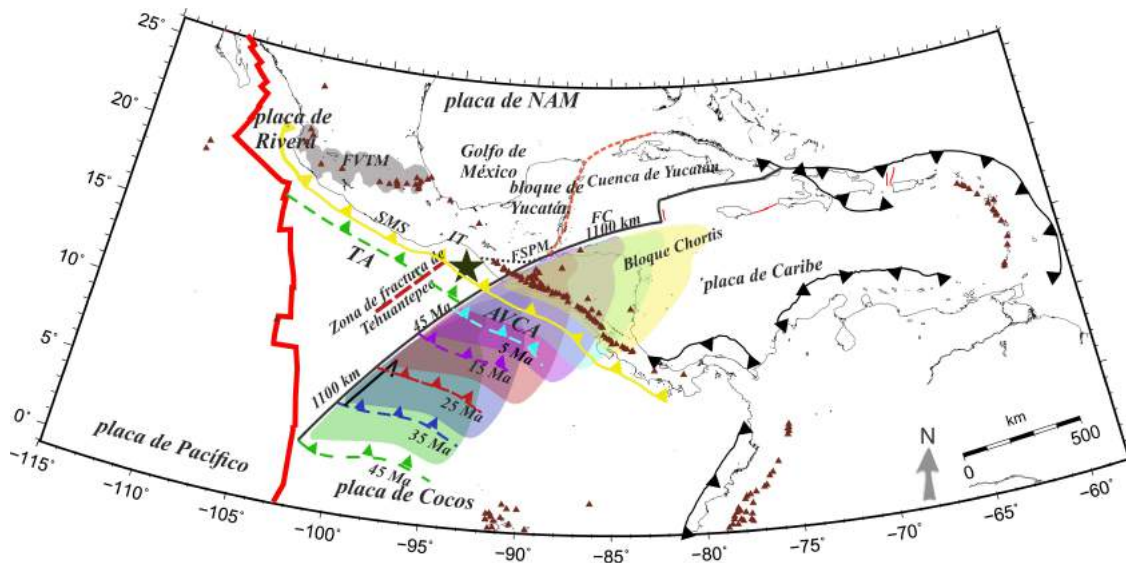 25˚
20˚
15˚
10˚
5˚
0˚
−115˚
−110˚
−105˚
−100˚
−95˚
−90˚
−85˚
−80˚
−75˚
−70˚
−65˚
−60˚
placa de NAM
placa de
Rivera
FVTM
Golfo de
México
bloque de
Yucatán
Cuenca de Yucatán
FC
1100 km
SMS
IT
FSPM
Bloque Chortis
placa de Caribe
TA
Zona de fractura de
Tehuantepec
45 Ma
AVCA
5 Ma
15 Ma
1100 km
25 Ma
35 Ma
45 Ma
placa de Pacífico
placa de Cocos
N
km
0
500